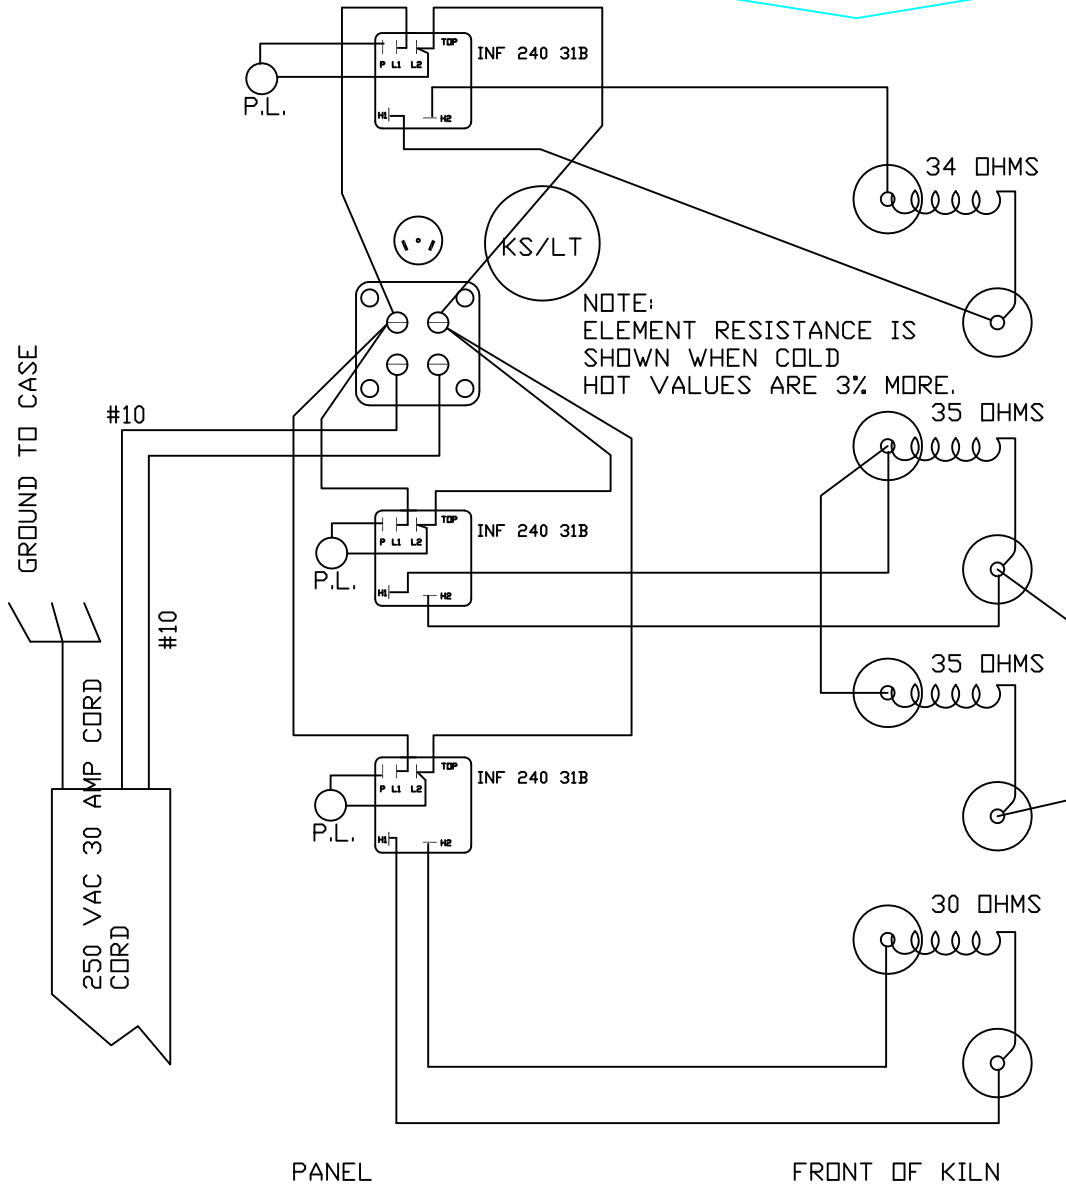 TOP
INF 240 31B
P L1 L2
P.L.
H1 H2
34 OHMS
KS/LT
NOTE:
ELEMENT RESISTANCE IS
SHOWN WHEN COLD
HOT VALUES ARE 3% MORE.
GROUND TO CASE
#10
35 OHMS
TOP
INF 240 31B
P L1 L2
P.L.
H1 H2
#10
35 OHMS
250 VAC 30 AMP CORD
CORD
TOP
INF 240 31B
P L1 L2
P.L.
H1 H2
30 OHMS
PANEL
FRONT OF KILN